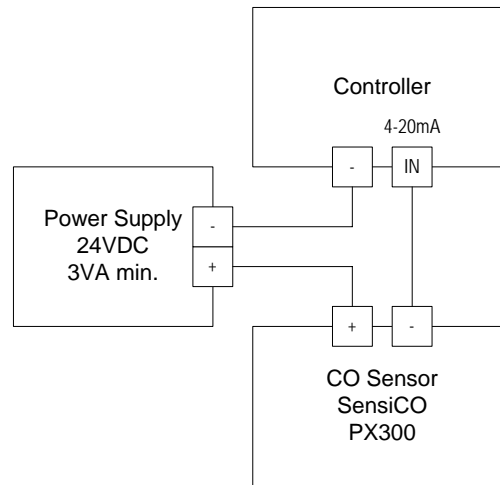 Controller
4-20mA
-
IN
Power Supply
24VDC
3VA min.
-
+
+
-
CO Sensor
SensiCO
PX300